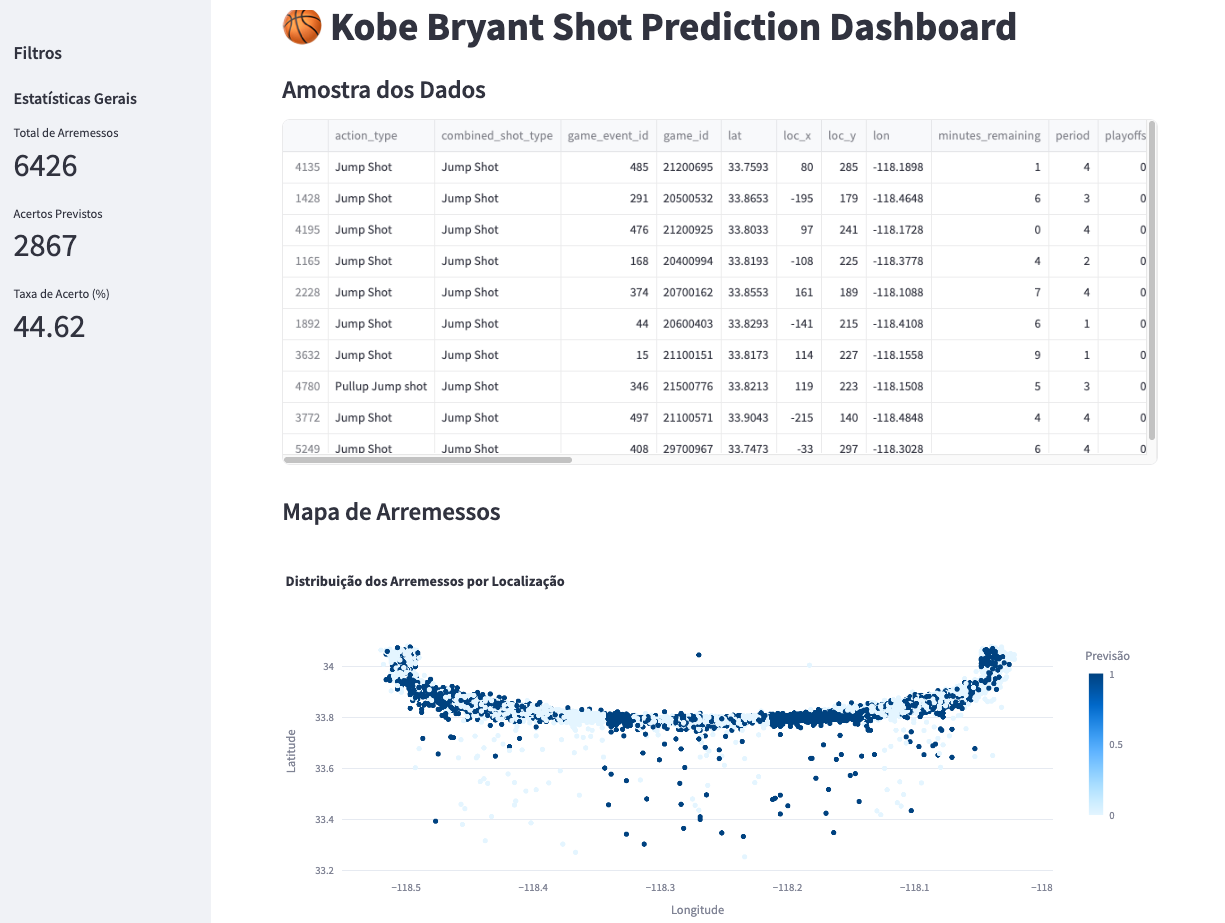 Filtros
Estatísticas Gerais
Total de Arremessos
6426
Acertos Previstos
2867
Taxa de Acerto (%)
44.62
Kobe Bryant Shot Prediction Dashboard
Amostra dos Dados
action_type combined_shot_type game_event_id game_id lat loc_x loc_y lon minutes_remaining period playoffs
4135 Jump Shot Jump Shot 485 21200695 33.7593 80 285 -118.1898 1 4 0
1428 Jump Shot Jump Shot 291 20500532 33.8653 -195 179 -118.4648 6 3 0
4195 Jump Shot Jump Shot 476 21200925 33.8033 97 241 -118.1728 0 4 0
1165 Jump Shot Jump Shot 168 20400994 33.8193 -108 225 -118.3778 4 2 0
2228 Jump Shot Jump Shot 374 20700162 33.8553 161 189 -118.1088 7 4 0
1892 Jump Shot Jump Shot 44 20600403 33.8293 -141 215 -118.4108 6 1 0
3632 Jump Shot Jump Shot 15 21100151 33.8173 114 227 -118.1558 9 1 0
4780 Pullup Jump shot Jump Shot 346 21500776 33.8213 119 223 -118.1508 5 3 0
3772 Jump Shot Jump Shot 497 21100571 33.9043 -215 140 -118.4848 4 4 0
5249 Jump Shot Jump Shot 408 29700967 33.7473 -33 297 -118.3028 6 4 0
Mapa de Arremessos
Distribuição dos Arremessos por Localização
Previsão
1
0.5
0
Latitude
34
33.8
33.6
33.4
33.2
−118.5 −118.4 −118.3 −118.2 −118.1 −118
Longitude